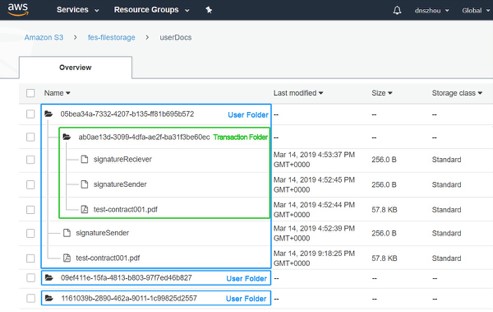 aws Services Resource Groups dnszhou Global
Amazon S3 > fes-filestorage > userDocs
Overview
Name Last modified Size Storage class
05bea34a-7332-4207-b135-ff81b695b572 User Folder -- -- --
ab0ae13d-3099-4dfa-ae2f-ba31f3be60ec Transaction Folder -- -- --
signatureReciever Mar 14, 2019 4:53:37 PM GMT+0000 256.0 B Standard
signatureSender Mar 14, 2019 4:52:45 PM GMT+0000 256.0 B Standard
test-contract001.pdf Mar 14, 2019 4:52:44 PM GMT+0000 57.8 KB Standard
signatureSender Mar 14, 2019 4:52:39 PM GMT+0000 256.0 B Standard
test-contract001.pdf Mar 14, 2019 9:18:25 PM GMT+0000 57.8 KB Standard
09ef411e-15fa-4813-b803-97f7ed46b827 User Folder -- -- --
1161039b-2890-462a-9011-1c99825d2557 User Folder -- -- --